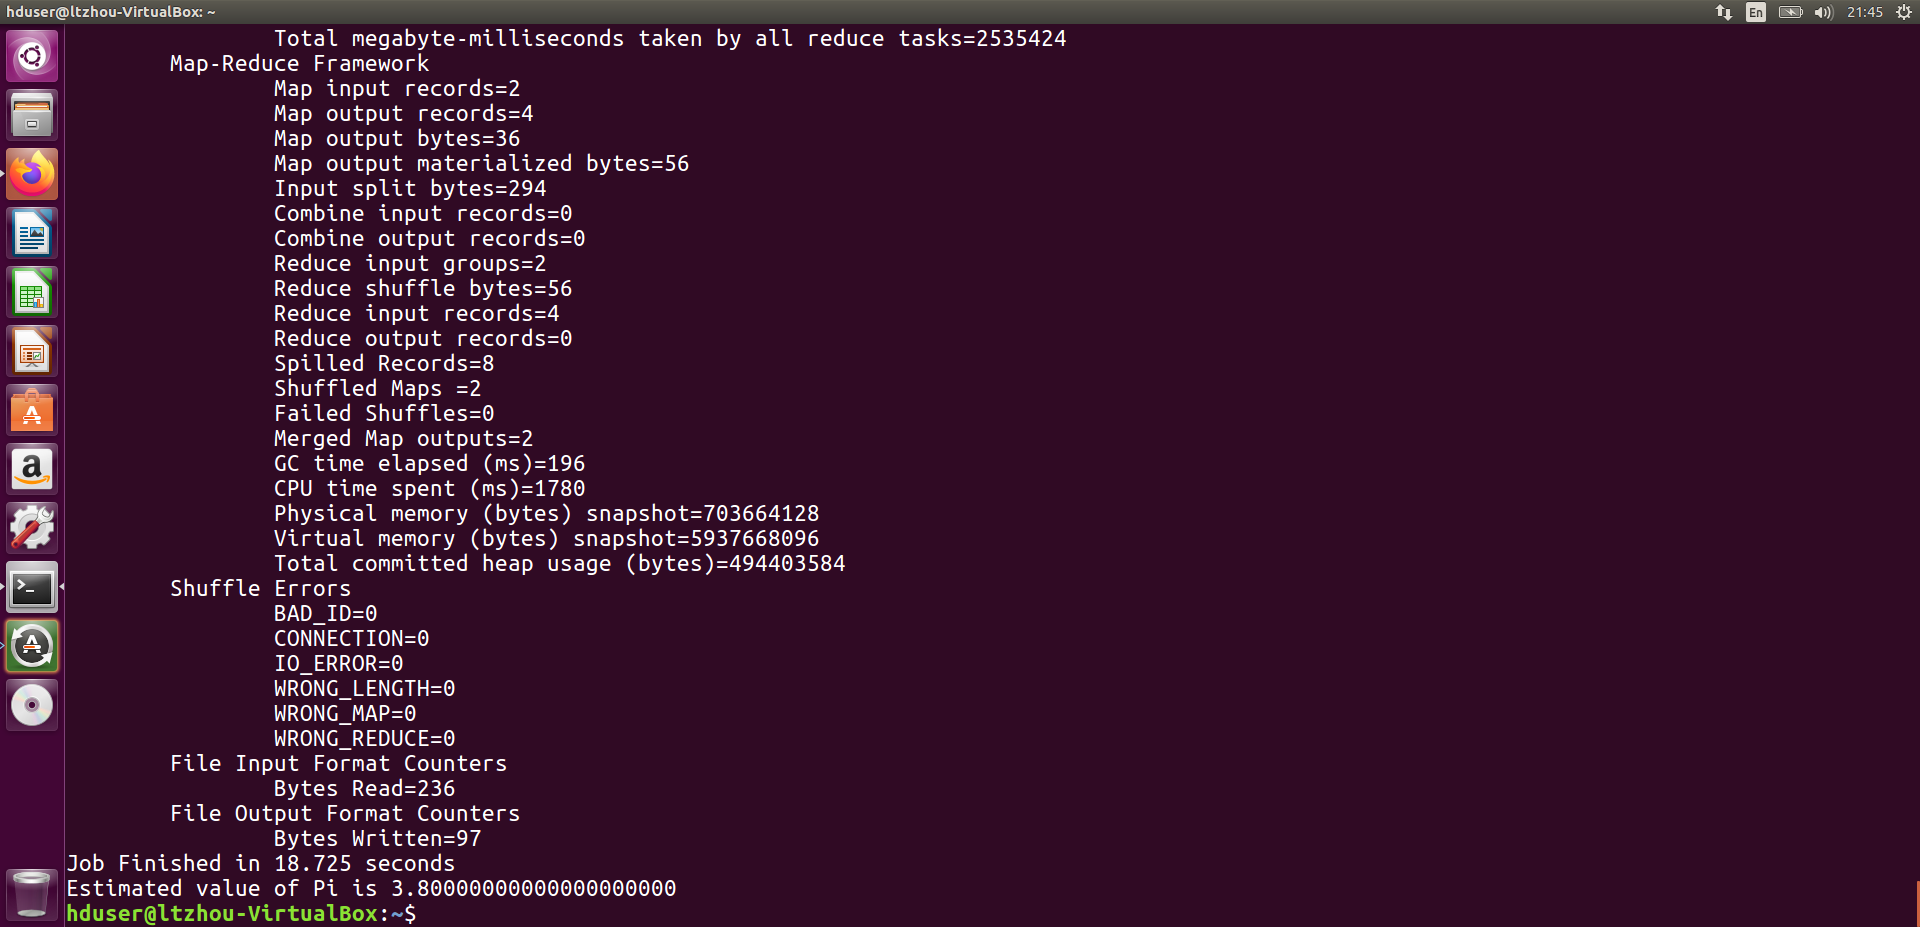 hduser@ltzhou-VirtualBox: ~
En
21:45
Total megabyte-milliseconds taken by all reduce tasks=2535424
Map-Reduce Framework
Map input records=2
Map output records=4
Map output bytes=36
Map output materialized bytes=56
Input split bytes=294
Combine input records=0
Combine output records=0
Reduce input groups=2
Reduce shuffle bytes=56
Reduce input records=4
Reduce output records=0
Spilled Records=8
Shuffled Maps =2
Failed Shuffles=0
Merged Map outputs=2
GC time elapsed (ms)=196
CPU time spent (ms)=1780
Physical memory (bytes) snapshot=703664128
Virtual memory (bytes) snapshot=5937668096
Total committed heap usage (bytes)=494403584
Shuffle Errors
BAD_ID=0
CONNECTION=0
IO_ERROR=0
WRONG_LENGTH=0
WRONG_MAP=0
WRONG_REDUCE=0
File Input Format Counters
Bytes Read=236
File Output Format Counters
Bytes Written=97
Job Finished in 18.725 seconds
Estimated value of Pi is 3.80000000000000000000
hduser@ltzhou-VirtualBox:~$